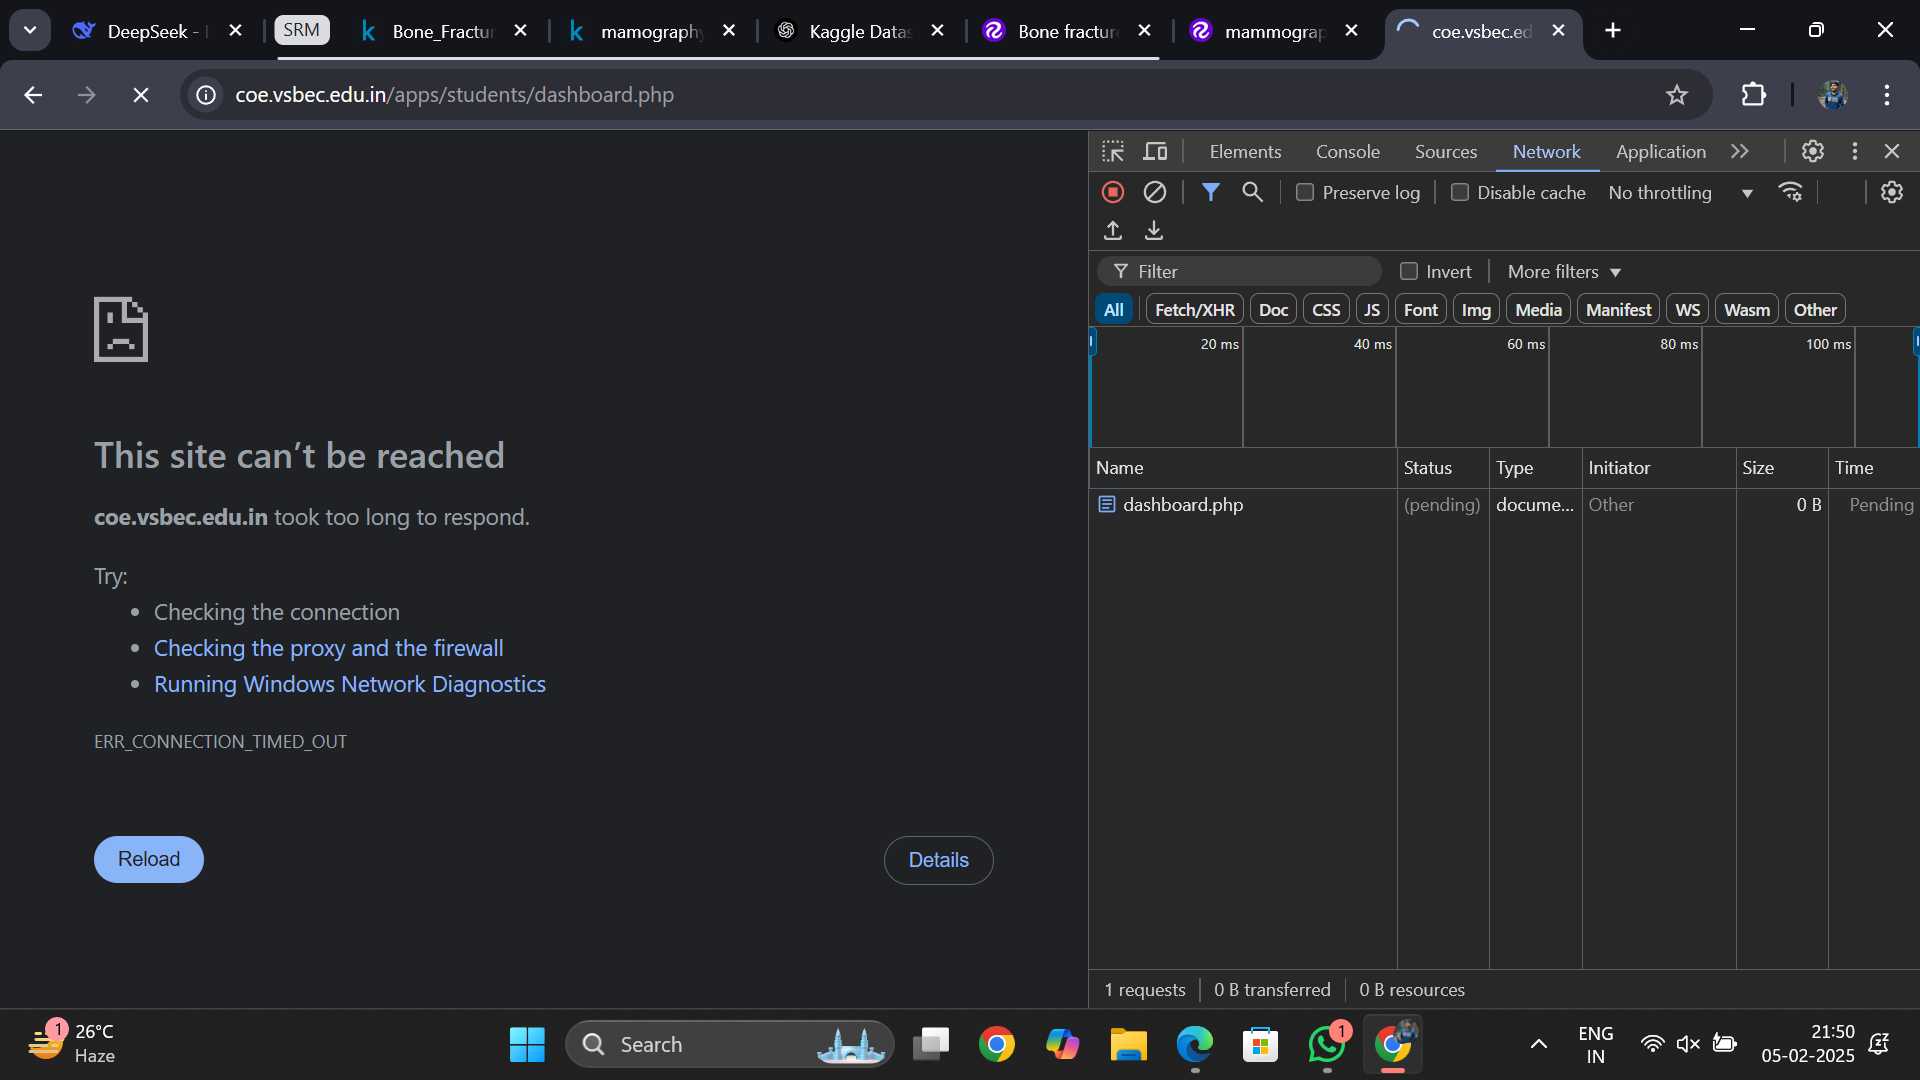 DeepSeek -
SRM
Bone_Fractur
mamography
Kaggle Datas
Bone fractur
mammograp
coe.vsbec.ed
coe.vsbec.edu.in/apps/students/dashboard.php
This site can’t be reached
coe.vsbec.edu.in took too long to respond.
Try:
Checking the connection
Checking the proxy and the firewall
Running Windows Network Diagnostics
ERR_CONNECTION_TIMED_OUT
Reload
Details
Elements Console Sources Network Application
Preserve log Disable cache No throttling
Filter Invert More filters
All Fetch/XHR Doc CSS JS Font Img Media Manifest WS Wasm Other
20 ms 40 ms 60 ms 80 ms 100 ms
Name Status Type Initiator Size Time
dashboard.php (pending) docume... Other 0 B Pending
1 requests 0 B transferred 0 B resources
1
26°C
Haze
Search
1
ENG
IN
21:50
05-02-2025